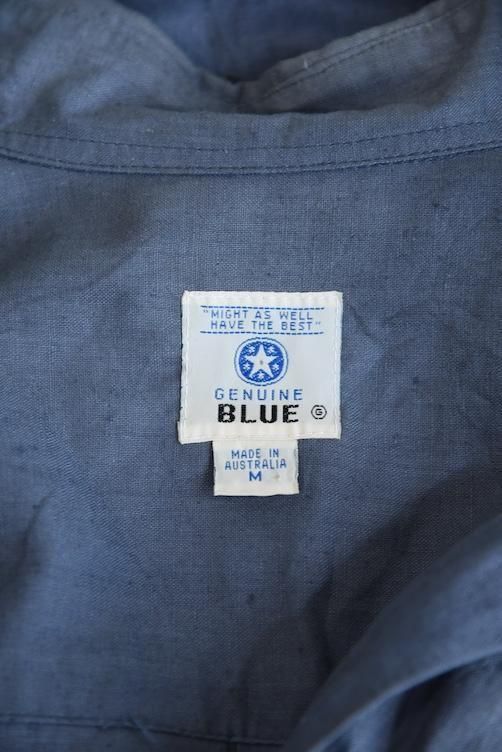 "MIGHT AS WELL
HAVE THE BEST"
GENUINE
BLUE G
MADE IN
AUSTRALIA
M